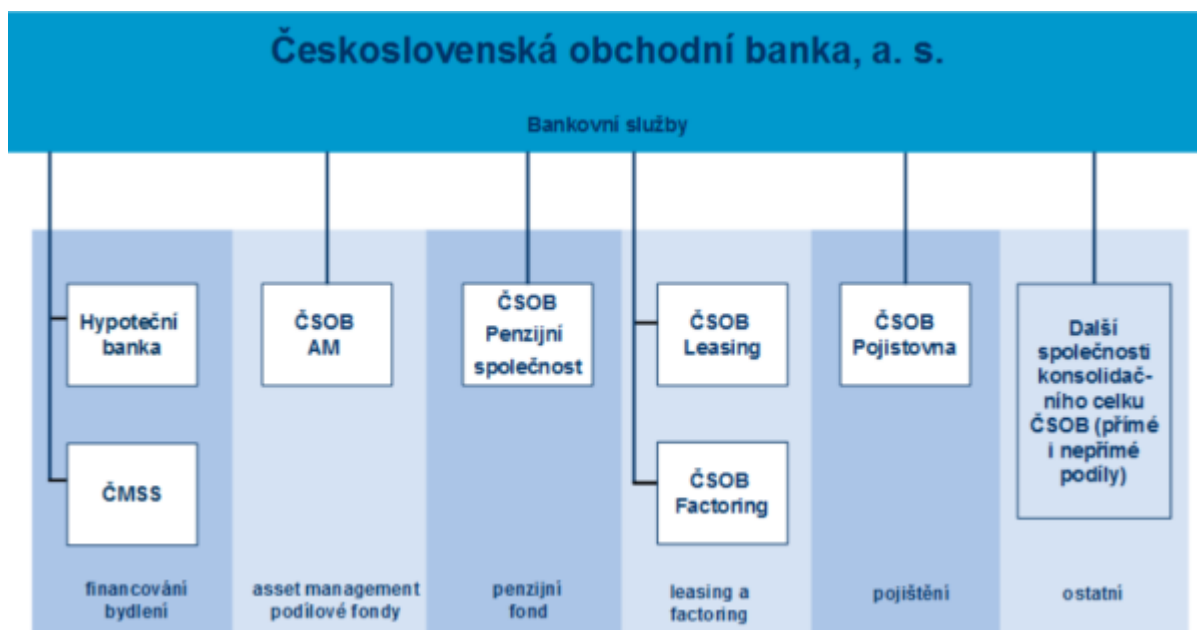 Československá obchodní banka, a. s.
Bankovní služby
Hypoteční
banka
ČMSS
financování
bydlení
ČSOB
AM
asset management
podílové fondy
ČSOB
Penzijní
společnost
penzijní
fond
ČSOB
Leasing
ČSOB
Factoring
leasing a
factoring
ČSOB
Pojistovna
pojištění
Další
společnosti
konsolidač-
ního celku
ČSOB (přímé
i nepřímé
podíly)
ostatní